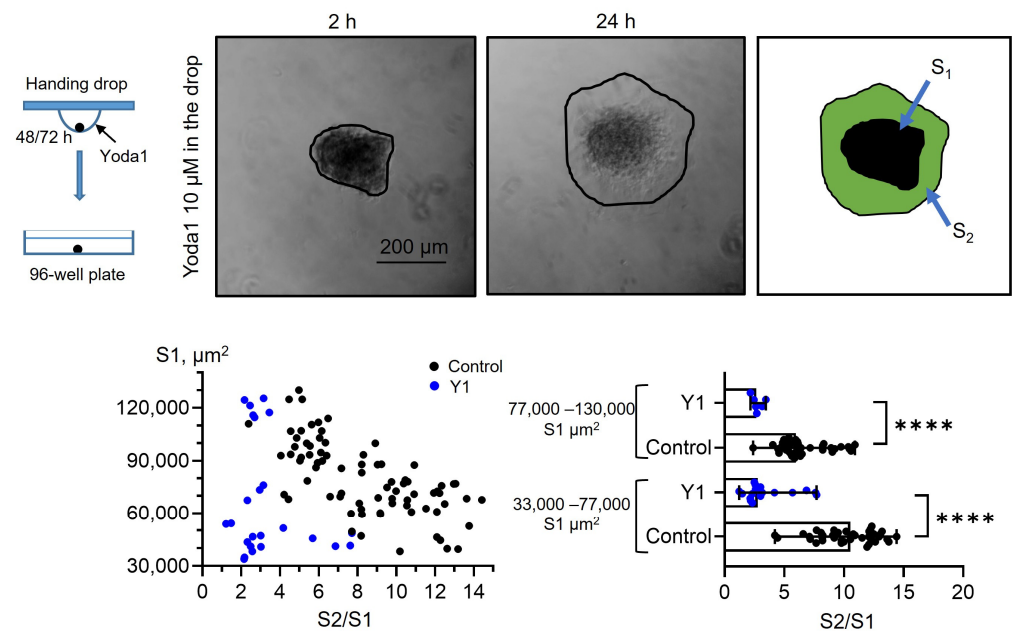 2 h
24 h
Handing drop
48/72 h
Yoda1
96-well plate
Yoda1 10 µM in the drop
200 µm
S1
S2
S1, µm2
Control
Y1
120,000
90,000
60,000
30,000
0 2 4 6 8 10 12 14
S2/S1
77,000 –130,000
S1 µm2
Y1
Control
33,000 –77,000
S1 µm2
Y1
Control
****
****
0 5 10 15 20
S2/S1